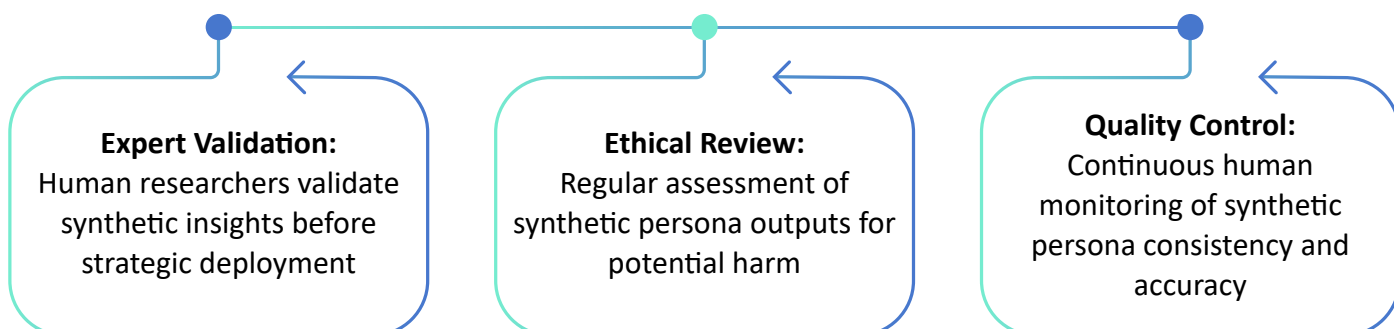 Expert Validation:
Human researchers validate
synthetic insights before
strategic deployment
Ethical Review:
Regular assessment of
synthetic persona outputs for
potential harm
Quality Control:
Continuous human
monitoring of synthetic
persona consistency and
accuracy